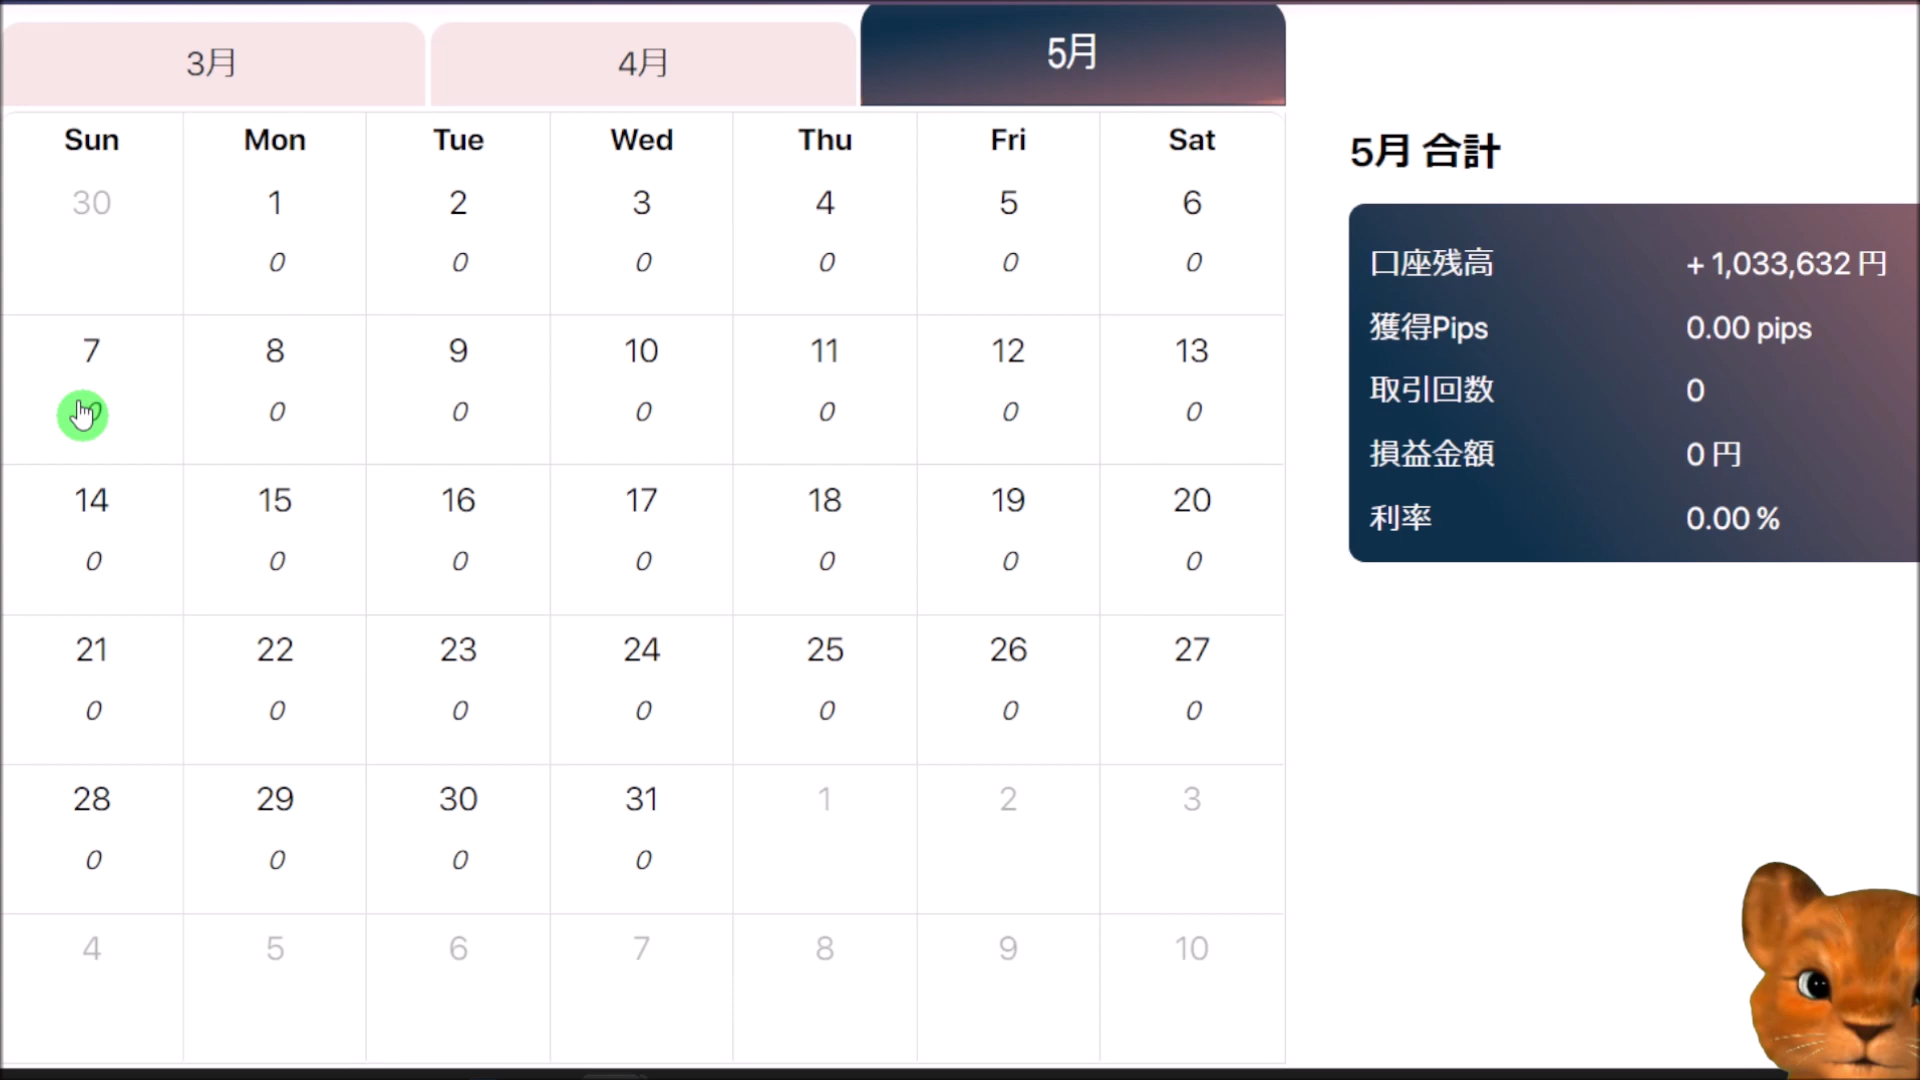 3月 4月 5月
Sun Mon Tue Wed Thu Fri Sat
30 1 2 3 4 5 6
0 0 0 0 0 0
7 8 9 10 11 12 13
0 0 0 0 0 0
14 15 16 17 18 19 20
0 0 0 0 0 0 0
21 22 23 24 25 26 27
0 0 0 0 0 0 0
28 29 30 31 1 2 3
0 0 0 0
4 5 6 7 8 9 10
5月 合計
口座残高 + 1,033,632 円
獲得Pips 0.00 pips
取引回数 0
損益金額 0 円
利率 0.00 %